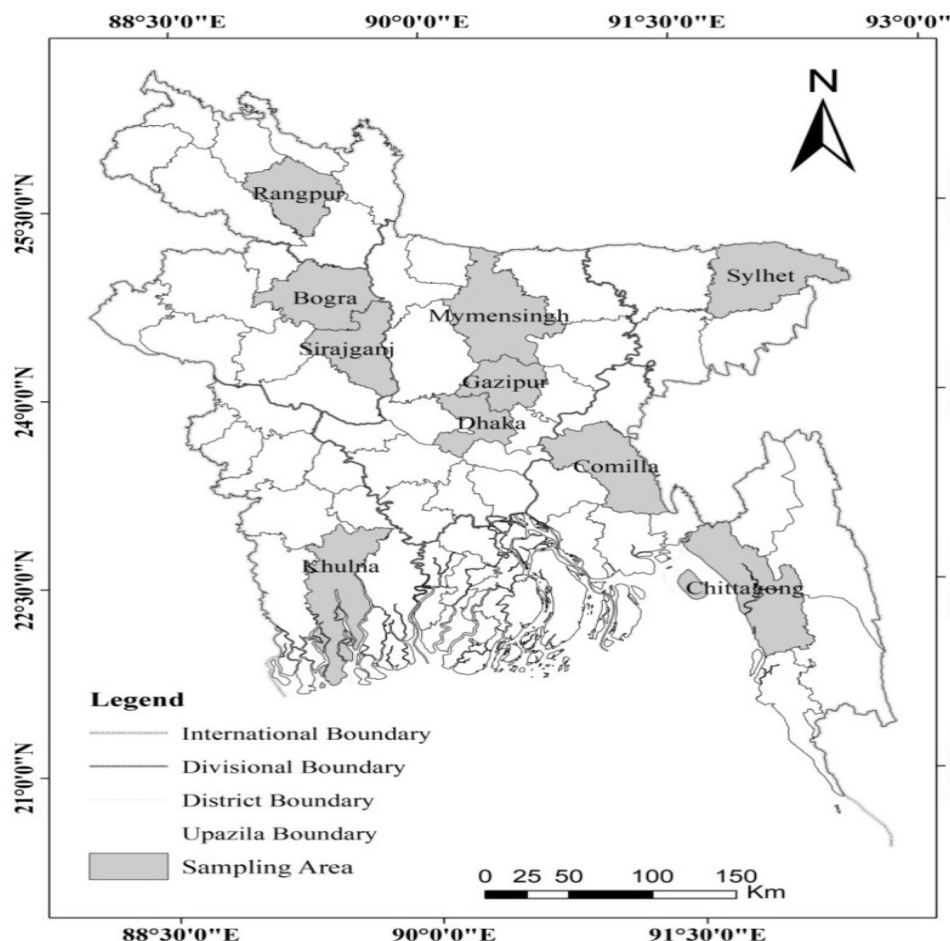 88°30'0"E 90°0'0"E 91°30'0"E 93°0'0"
N
25°30'0"N
24°0'0"N
22°30'0"N
21°0'0"N
Rangpur
Sylhet
Bogra
Mymensingh
Sirajganj
Gazipur
Dhaka
Comilla
Khulna
Chittagong
Legend
International Boundary
Divisional Boundary
District Boundary
Upazila Boundary
Sampling Area
0 25 50 100 150
Km
88°30'0"E 90°0'0"E 91°30'0"E